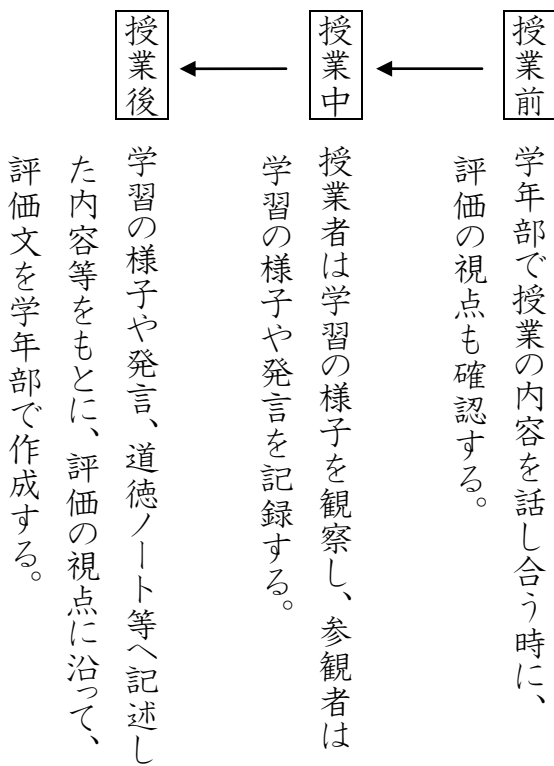 授業前
学年部で授業の内容を話し合う時に、
評価の視点も確認する。
授業中
授業者は学習の様子を観察し、参観者は
学習の様子や発言を記録する。
授業後
学習の様子や発言、道徳ノート等へ記述し
た内容等をもとに、評価の視点に沿って、
評価文を学年部で作成する。